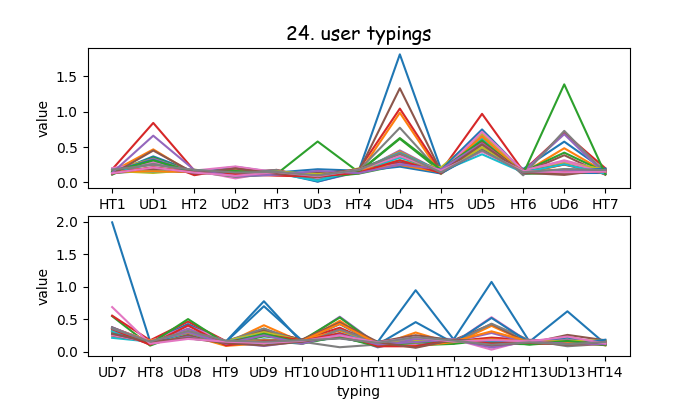 24. user typings
value
1.5
1.0
0.5
0.0
HT1 UD1 HT2 UD2 HT3 UD3 HT4 UD4 HT5 UD5 HT6 UD6 HT7
value
2.0
1.5
1.0
0.5
0.0
UD7 HT8 UD8 HT9 UD9 HT10 UD10 HT11 UD11 HT12 UD12 HT13 UD13 HT14
typing